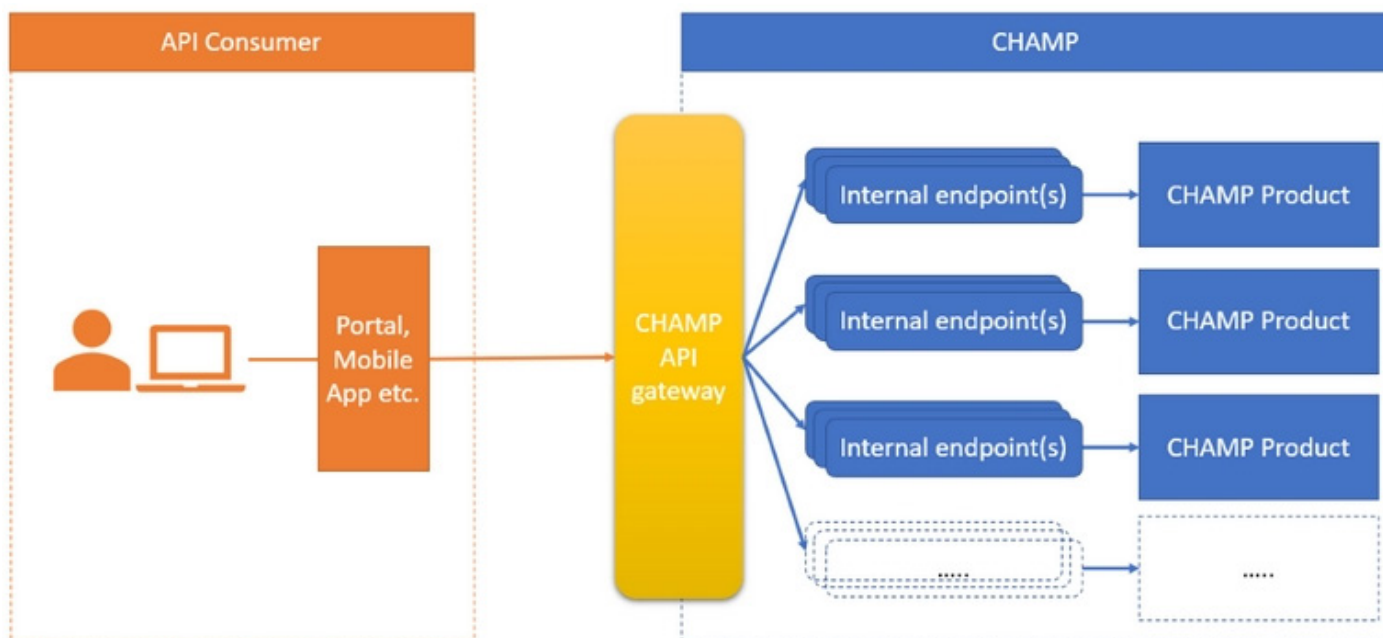 API Consumer
CHAMP
Portal,
Mobile
App etc.
CHAMP
API
gateway
Internal endpoint(s)
CHAMP Product
Internal endpoint(s)
CHAMP Product
Internal endpoint(s)
CHAMP Product
.....
.....